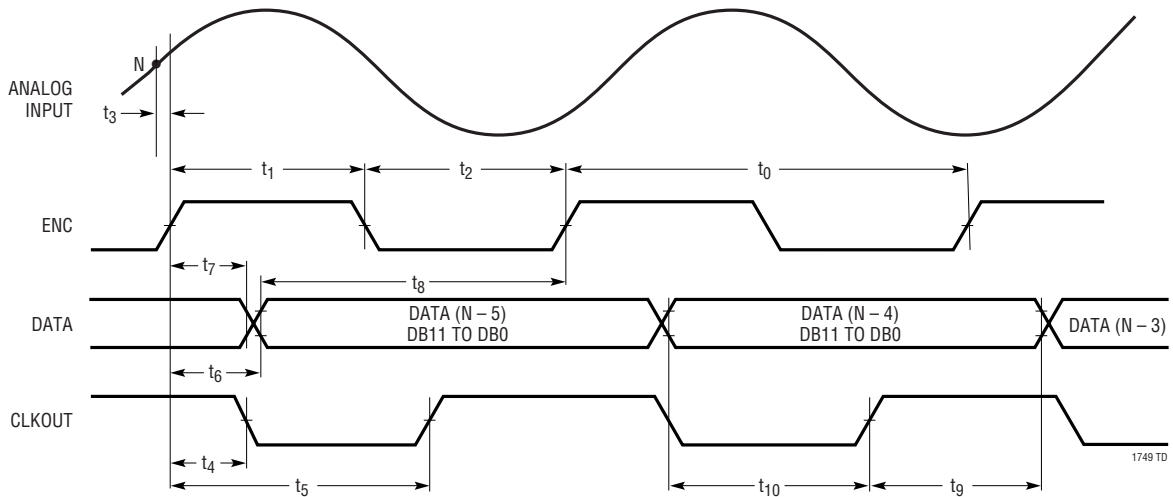 N
ANALOG
INPUT
t3
t1
t2
t0
ENC
t7
t8
DATA
DATA (N – 5)
DB11 TO DB0
DATA (N – 4)
DB11 TO DB0
DATA (N – 3)
t6
CLKOUT
1749 TD
t4
t5
t10
t9